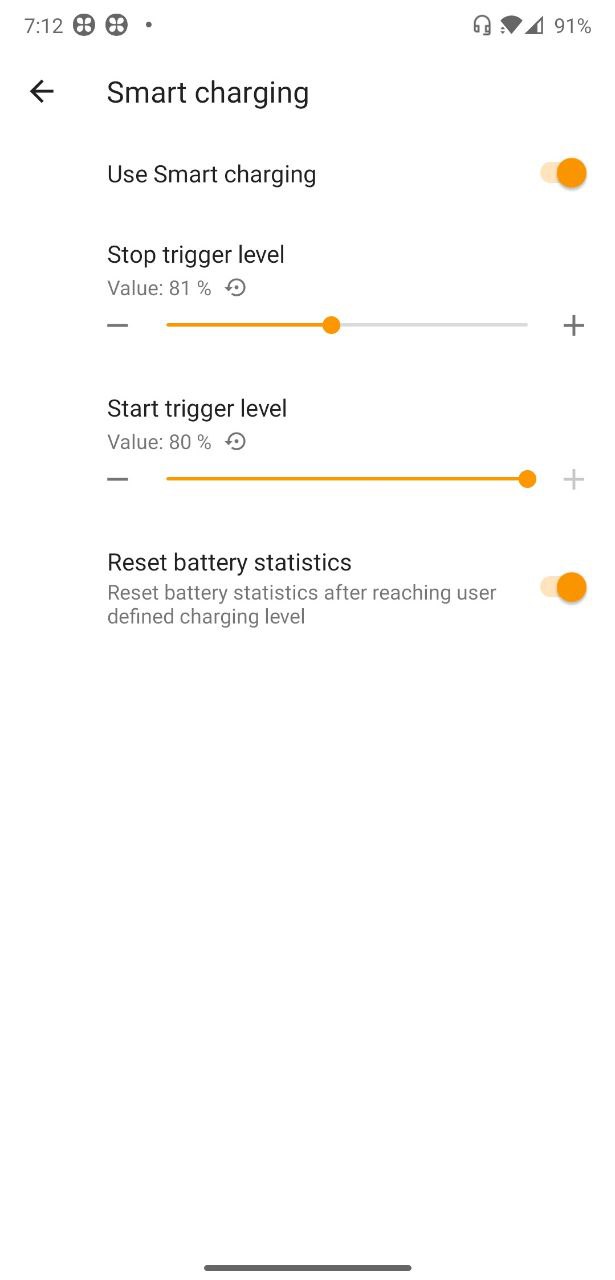 7:12 91%
Smart charging
Use Smart charging
Stop trigger level
Value: 81 %
Start trigger level
Value: 80 %
Reset battery statistics
Reset battery statistics after reaching user
defined charging level